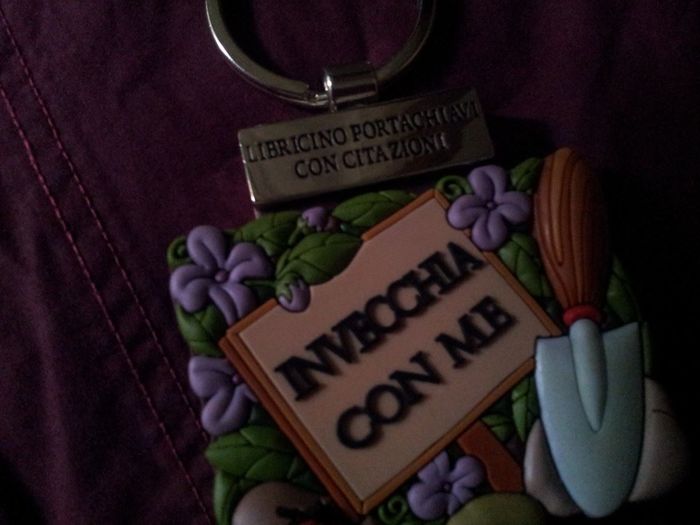 LIBRICINO PORTACHIAVI
CON CITAZIONI
INVECCHIA
CON ME